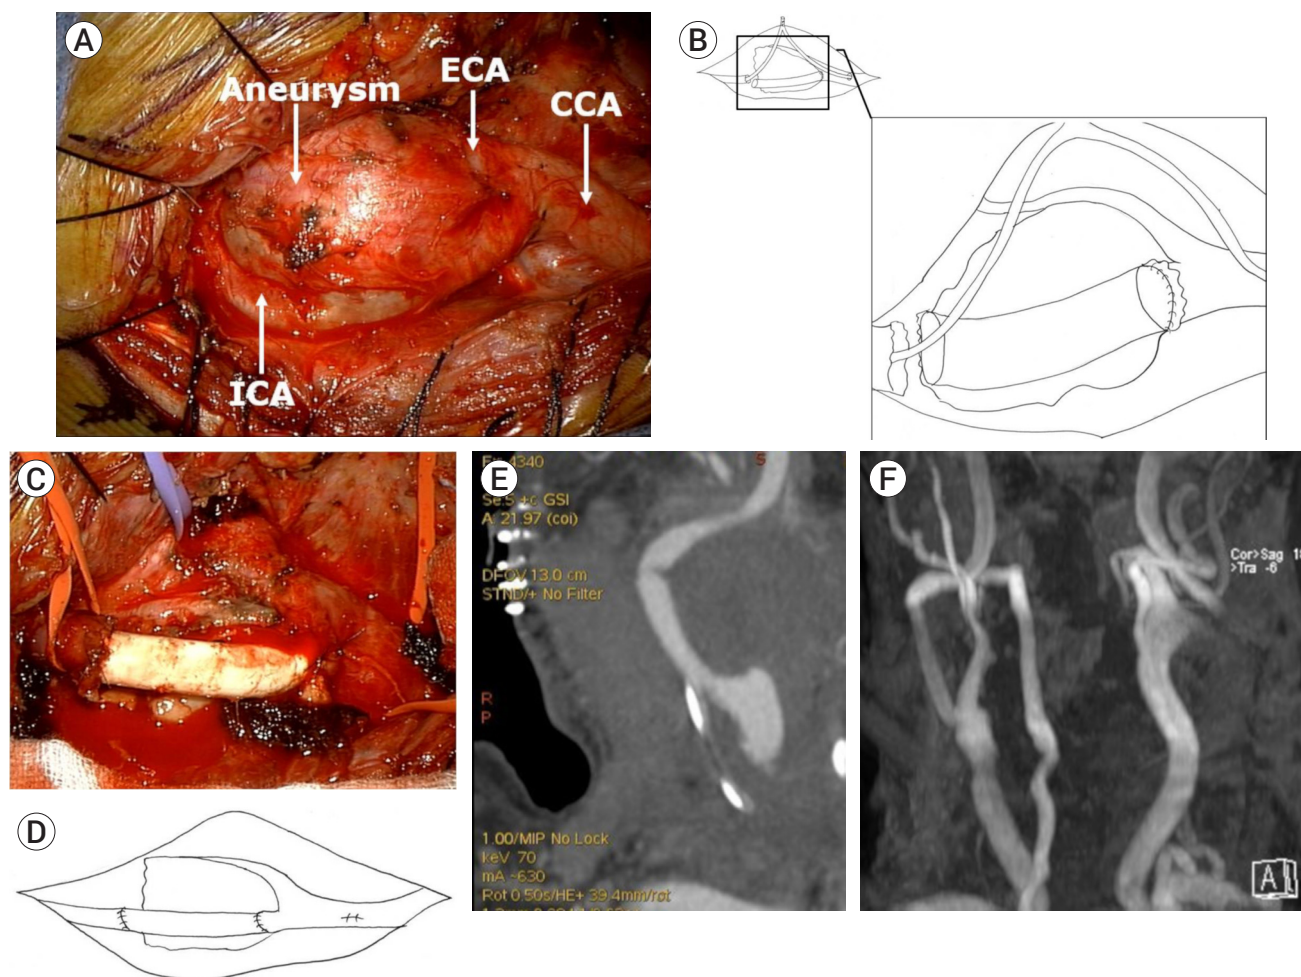 A
Aneurysm
ECA
CCA
ICA
B
C
D
E
S
Se:5 +c GSI
A: 21.97 (coi)
DFOV 13.0 cm
STND/+ No Filter
R
P
1.00/MIP No Lock
keV 70
mA ~630
Rot 0.50s/HE+ 39.4mm/rot
F
Cor>Sag
>Tra -6
A